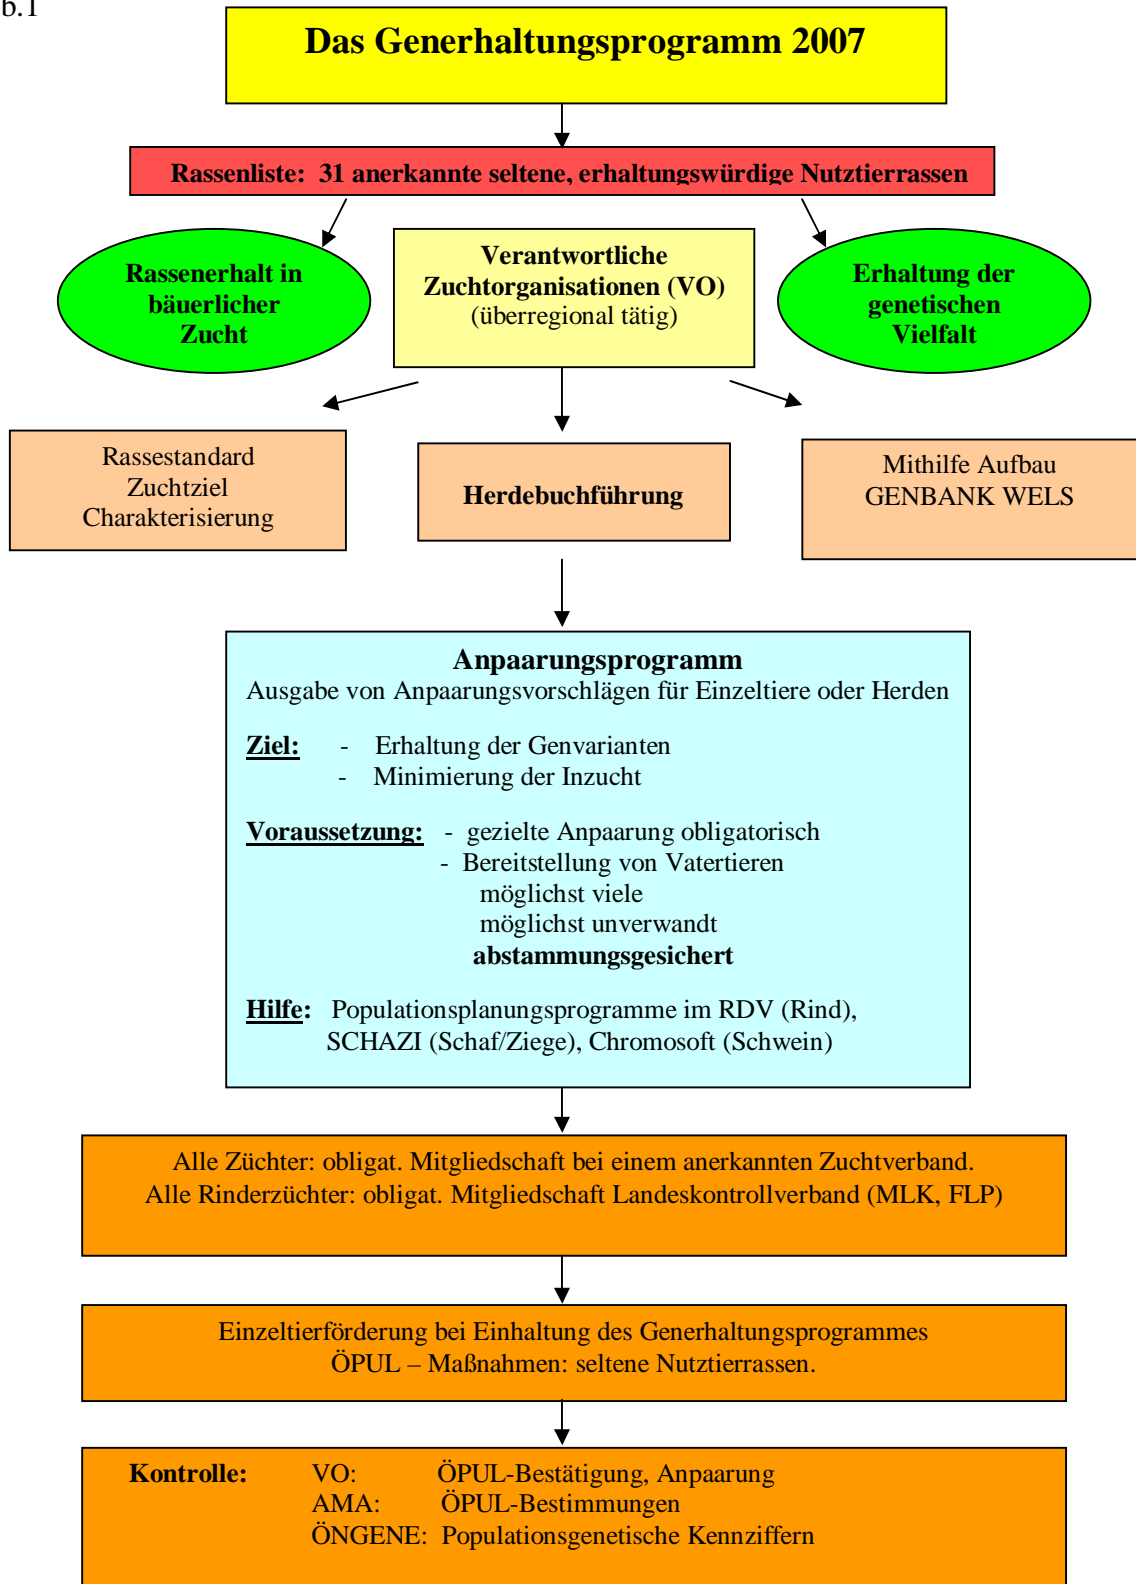 b.1
Das Generhaltungsprogramm 2007
Rassenliste: 31 anerkannte seltene, erhaltungswürdige Nutztierrassen
Rassenerhalt in
bäuerlicher
Zucht
Verantwortliche
Zuchtorganisationen (VO)
(überregional tätig)
Erhaltung der
genetischen
Vielfalt
Rassestandard
Zuchtziel
Charakterisierung
Herdebuchführung
Mithilfe Aufbau
GENBANK WELS
Anpaarungsprogramm
Ausgabe von Anpaarungsvorschlägen für Einzeltiere oder Herden
Ziel: - Erhaltung der Genvarianten
- Minimierung der Inzucht
Voraussetzung: - gezielte Anpaarung obligatorisch
- Bereitstellung von Vatertieren
möglichst viele
möglichst unverwandt
abstammungsgesichert
Hilfe: Populationsplanungsprogramme im RDV (Rind),
SCHAZI (Schaf/Ziege), Chromosoft (Schwein)
Alle Züchter: obligat. Mitgliedschaft bei einem anerkannten Zuchtverband.
Alle Rinderzüchter: obligat. Mitgliedschaft Landeskontrollverband (MLK, FLP)
Einzeltierförderung bei Einhaltung des Generhaltungsprogrammes
ÖPUL – Maßnahmen: seltene Nutztierrassen.
Kontrolle: VO: ÖPUL-Bestätigung, Anpaarung
AMA: ÖPUL-Bestimmungen
ÖNGENE: Populationsgenetische Kennziffern